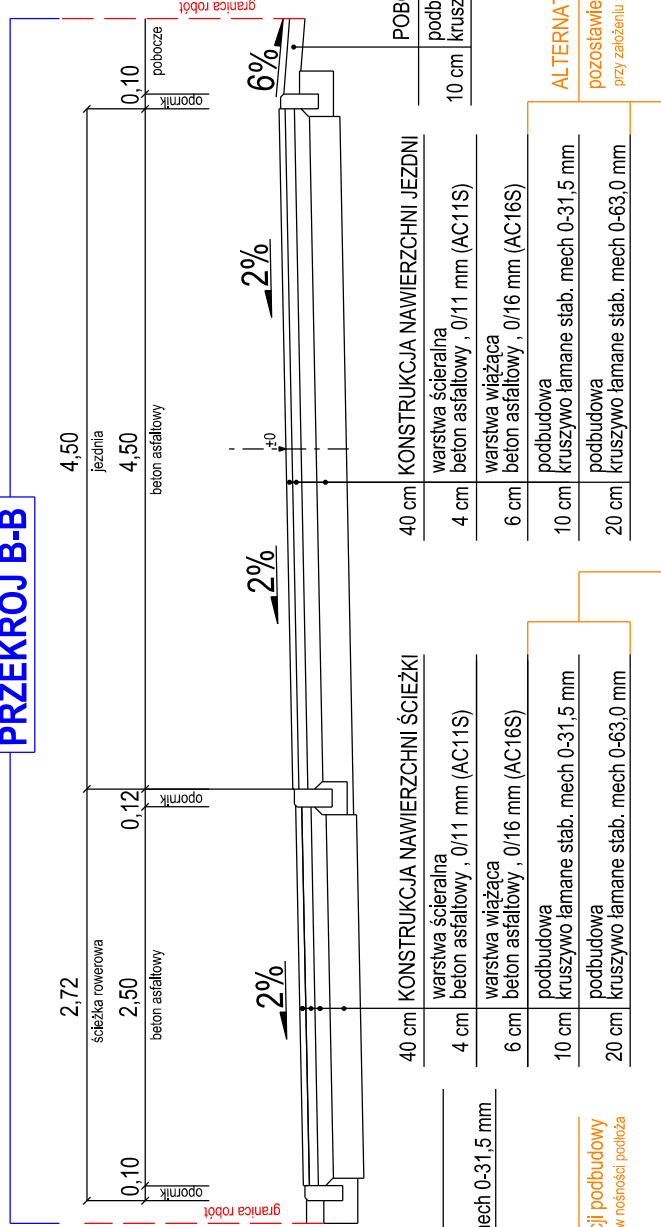 PRZEKRÓJ B-B
2,72
ścieżka rowerowa
4,50
jezdnia
0,10
opornik
2,50
beton asfaltowy
0,12
opornik
4,50
beton asfaltowy
0,10
opornik
pobocze
granica robót
granica robót
2%
2%
2%
6%
±0
40 cm KONSTRUKCJA NAWIERZCHNI ŚCIEŻKI
warstwa ścieralna
4 cm beton asfaltowy , 0/11 mm (AC11S)
warstwa wiążąca
6 cm beton asfaltowy , 0/16 mm (AC16S)
podbudowa
10 cm kruszywo łamane stab. mech 0-31,5 mm
podbudowa
20 cm kruszywo łamane stab. mech 0-63,0 mm
40 cm KONSTRUKCJA NAWIERZCHNI JEZDNI
warstwa ścieralna
4 cm beton asfaltowy , 0/11 mm (AC11S)
warstwa wiążąca
6 cm beton asfaltowy , 0/16 mm (AC16S)
podbudowa
10 cm kruszywo łamane stab. mech 0-31,5 mm
podbudowa
20 cm kruszywo łamane stab. mech 0-63,0 mm
POBO
podb
10 cm krusz
nech 0-31,5 mm
cji podbudowy
w nośności podłoża
ALTERNAT
pozostawie
przy założeniu